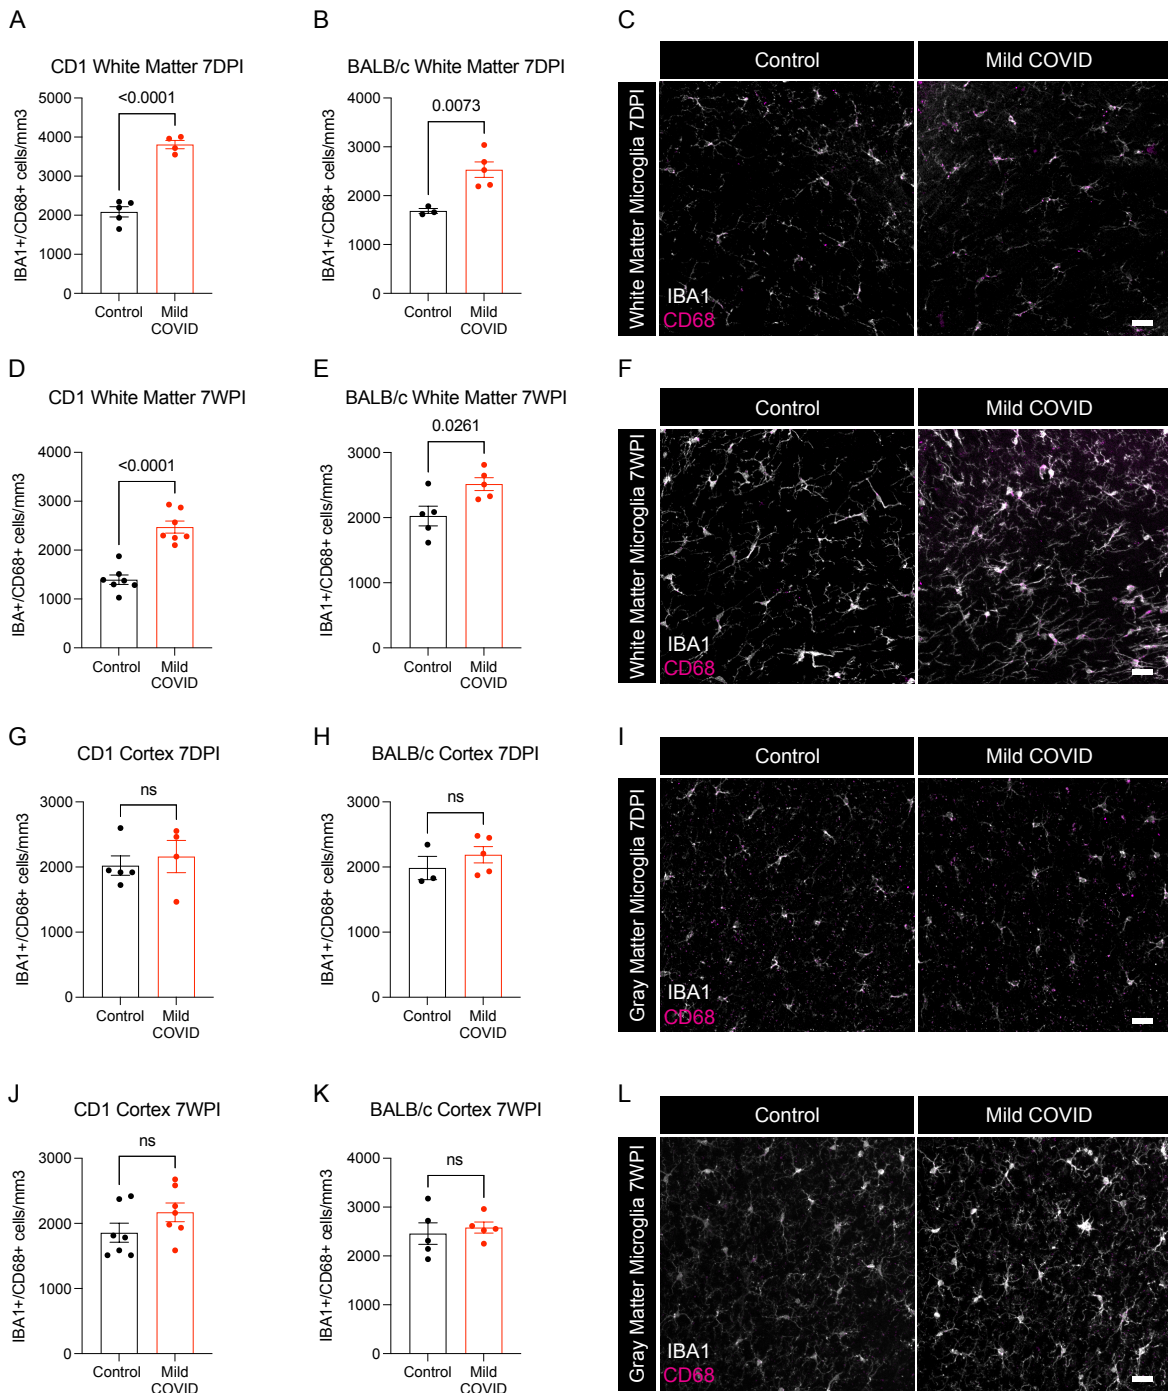 A
CD1 White Matter 7DPI
<0.0001
IBA1+/CD68+ cells/mm3
5000
4000
3000
2000
1000
0
Control
Mild
COVID
B
BALB/c White Matter 7DPI
0.0073
IBA1+/CD68+ cells/mm3
4000
3000
2000
1000
0
Control
Mild
COVID
C
Control
Mild COVID
White Matter Microglia 7DPI
IBA1
CD68
D
CD1 White Matter 7WPI
<0.0001
IBA+/CD68+ cells/mm3
4000
3000
2000
1000
0
Control
Mild
COVID
E
BALB/c White Matter 7WPI
0.0261
IBA1+/CD68+ cells/mm3
3000
2000
1000
0
Control
Mild
COVID
F
Control
Mild COVID
White Matter Microglia 7WPI
IBA1
CD68
G
CD1 Cortex 7DPI
ns
IBA1+/CD68+ cells/mm3
3000
2000
1000
0
Control
Mild
COVID
H
BALB/c Cortex 7DPI
ns
IBA1+/CD68+ cells/mm3
3000
2000
1000
0
Control
Mild
COVID
I
Control
Mild COVID
Gray Matter Microglia 7DPI
IBA1
CD68
J
CD1 Cortex 7WPI
ns
IBA1+/CD68+ cells/mm3
3000
2000
1000
0
Control
Mild
COVID
K
BALB/c Cortex 7WPI
ns
IBA1+/CD68+ cells/mm3
4000
3000
2000
1000
0
Control
Mild
COVID
L
Control
Mild COVID
Gray Matter Microglia 7WPI
IBA1
CD68